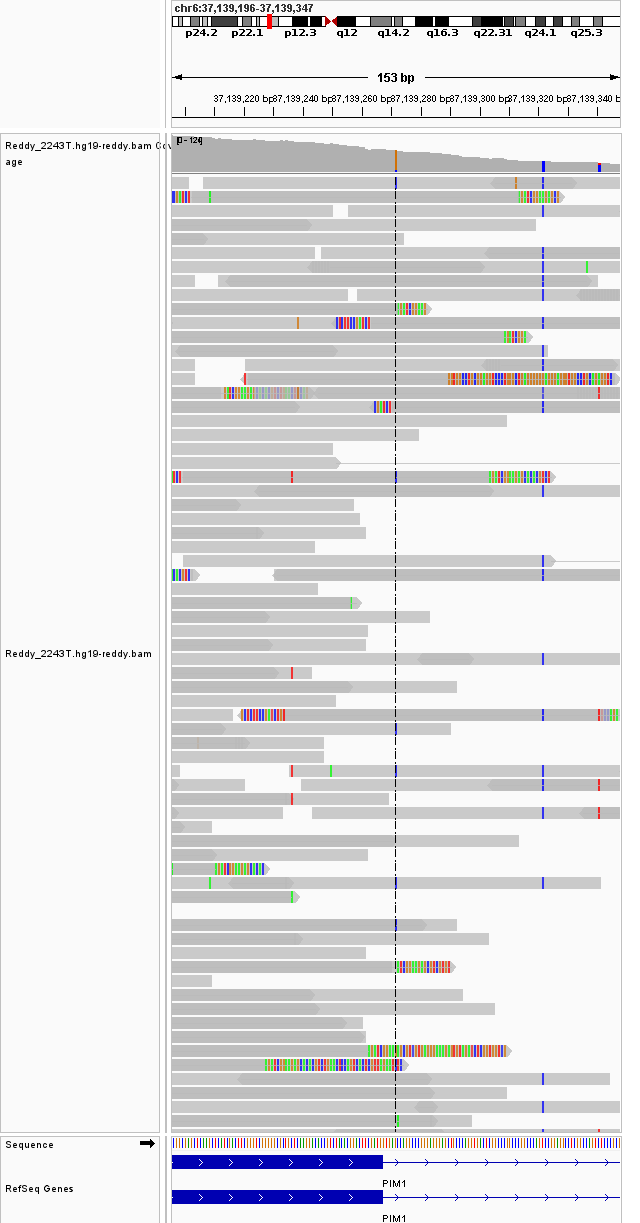 chr6:37,139,196-37,139,347
p24.2 p22.1 p12.3 q12 q14.2 q16.3 q22.31 q24.1 q25.3
153 bp
37,139,220 bp 37,139,240 bp 37,139,260 bp 37,139,280 bp 37,139,300 bp 37,139,320 bp 37,139,340 b
Reddy_2243T.hg19-reddy.bam Cov
age
Reddy_2243T.hg19-reddy.bam
Sequence
PIM1
RefSeq Genes
PIM1